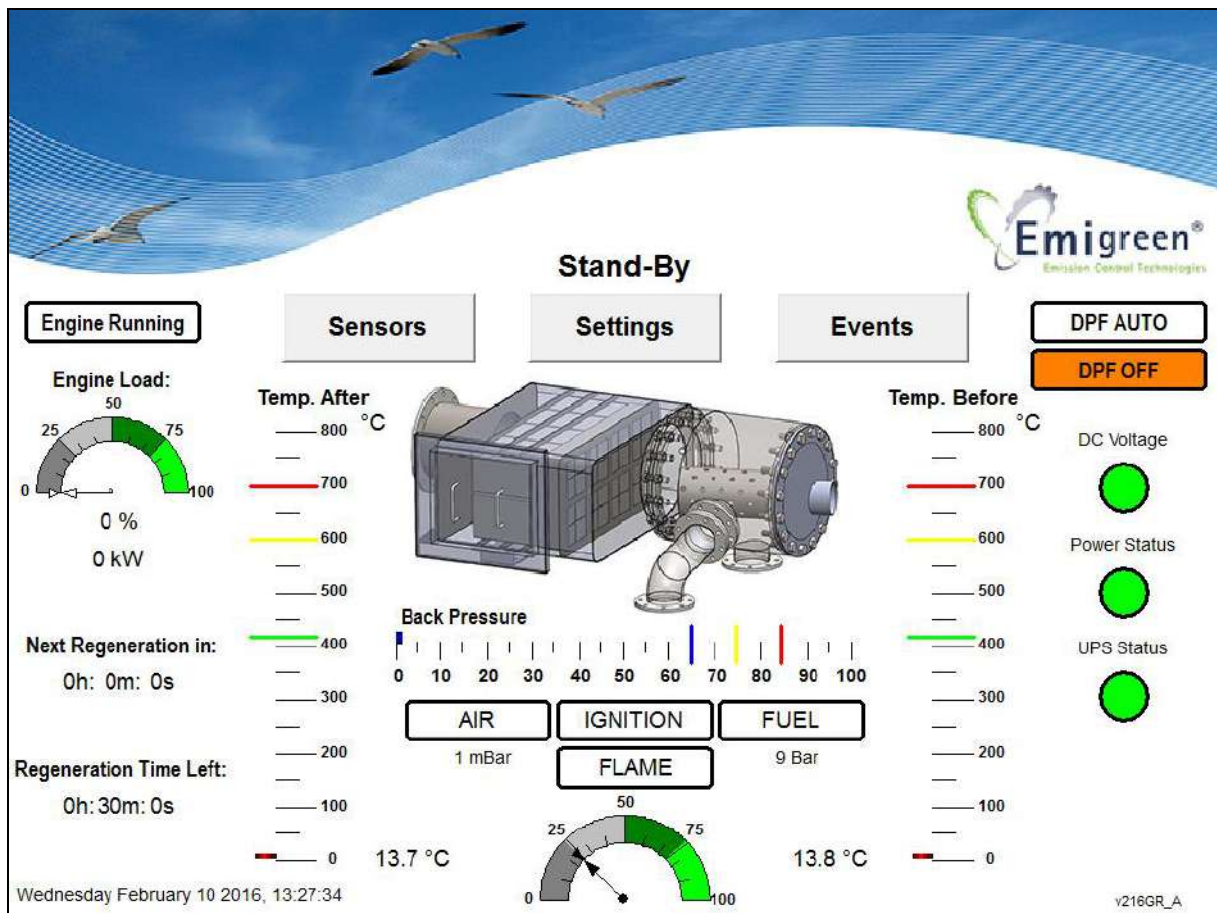 Emigreen®
Emission Control Technologies
Stand-By
Engine Running
Sensors
Settings
Events
DPF AUTO
DPF OFF
Engine Load:
0
25
50
75
100
0 %
0 kW
Next Regeneration in:
0h: 0m: 0s
Regeneration Time Left:
0h: 30m: 0s
Temp. After
°C
800
700
600
500
400
300
200
100
0
13.7 °C
Back Pressure
0 10 20 30 40 50 60 70 80 90 100
AIR
IGNITION
FUEL
1 mBar
FLAME
9 Bar
0
25
50
75
100
Temp. Before
°C
800
700
600
500
400
300
200
100
0
13.8 °C
DC Voltage
Power Status
UPS Status
Wednesday February 10 2016, 13:27:34
v216GR_A